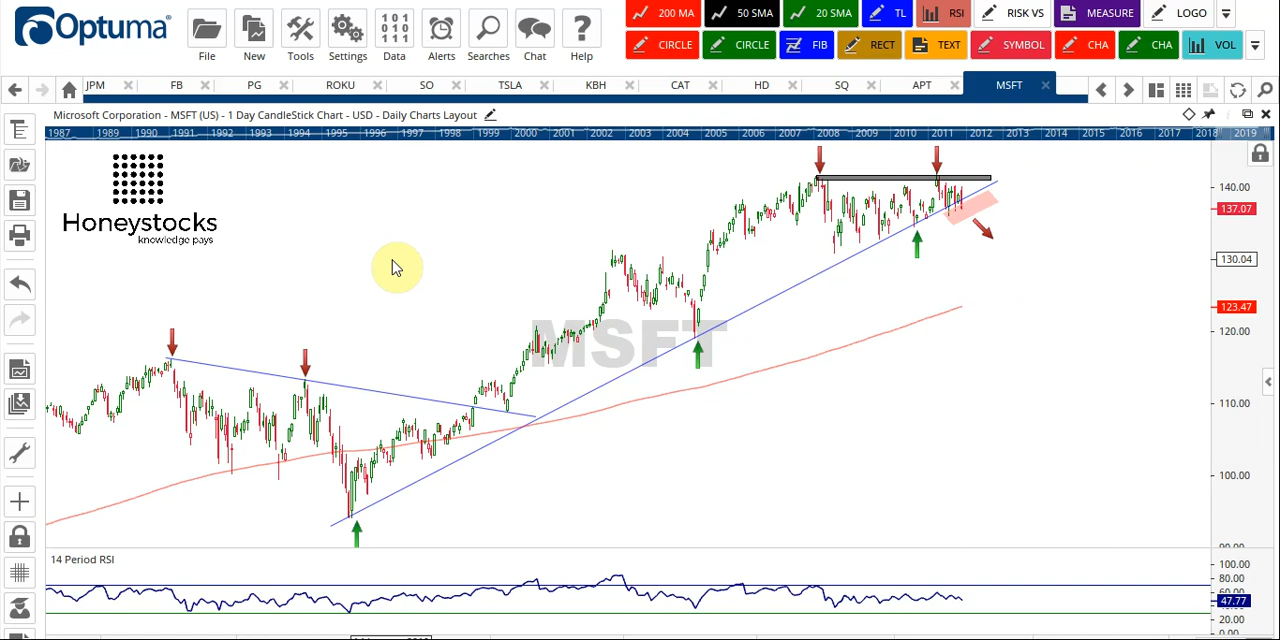 Optuma®
File
New
Tools
Settings
101
010
111
Data
Alerts
Searches
Chat
?
Help
200 MA
50 SMA
20 SMA
TL
RSI
RISK VS
MEASURE
LOGO
CIRCLE
CIRCLE
FIB
RECT
TEXT
SYMBOL
CHA
CHA
VOL
JPM
FB
PG
ROKU
SO
TSLA
KBH
CAT
HD
SQ
APT
MSFT
Microsoft Corporation - MSFT (US) - 1 Day CandleStick Chart - USD - Daily Charts Layout
1987 1989 1990 1991 1992 1993 1994 1995 1996 1997 1998 1999 2000 2001 2002 2003 2004 2005 2006 2007 2008 2009 2010 2011 2012 2013 2014 2015 2016 2017 2018 2019
Honeystocks
knowledge pays
MSFT
140.00
137.07
130.04
123.47
120.00
110.00
100.00
90.00
14 Period RSI
100.00
80.00
47.77
20.00
0.00